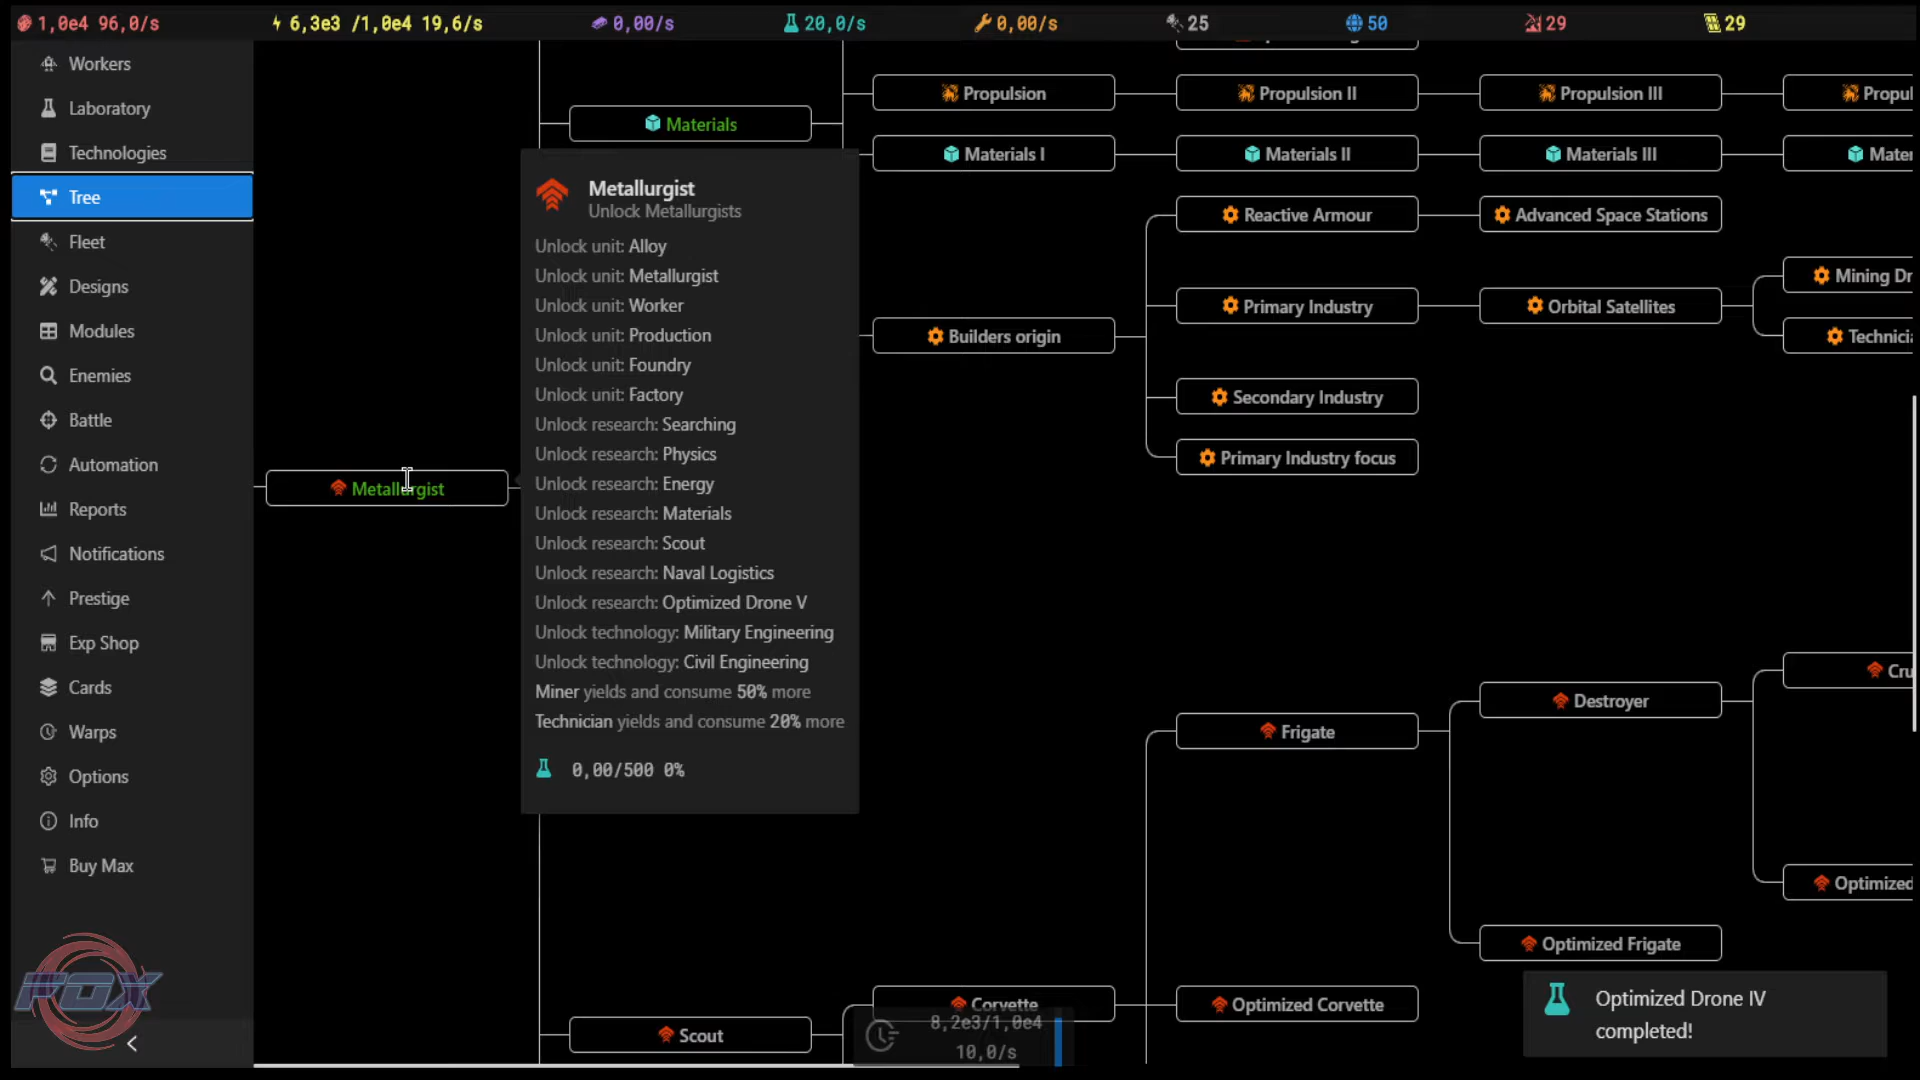 1,0e4 96,0/s
6,3e3 /1,0e4 19,6/s
0,00/s
20,0/s
0,00/s
25
50
29
29
Workers
Laboratory
Technologies
Tree
Fleet
Designs
Modules
Enemies
Battle
Automation
Reports
Notifications
Prestige
Exp Shop
Cards
Warps
Options
Info
Buy Max
FOX
Metallurgist
Materials
Metallurgist
Unlock Metallurgists
Unlock unit: Alloy
Unlock unit: Metallurgist
Unlock unit: Worker
Unlock unit: Production
Unlock unit: Foundry
Unlock unit: Factory
Unlock research: Searching
Unlock research: Physics
Unlock research: Energy
Unlock research: Materials
Unlock research: Scout
Unlock research: Naval Logistics
Unlock research: Optimized Drone V
Unlock technology: Military Engineering
Unlock technology: Civil Engineering
Miner yields and consume 50% more
Technician yields and consume 20% more
0,00/500 0%
Scout
Propulsion
Propulsion II
Propulsion III
Propul
Materials I
Materials II
Materials III
Mater
Reactive Armour
Advanced Space Stations
Builders origin
Primary Industry
Orbital Satellites
Mining Dr
Technicia
Secondary Industry
Primary Industry focus
Frigate
Destroyer
Cru
Optimized
Optimized Frigate
Corvette
Optimized Corvette
8,2e3/1,0e4
10,0/s
Optimized Drone IV
completed!